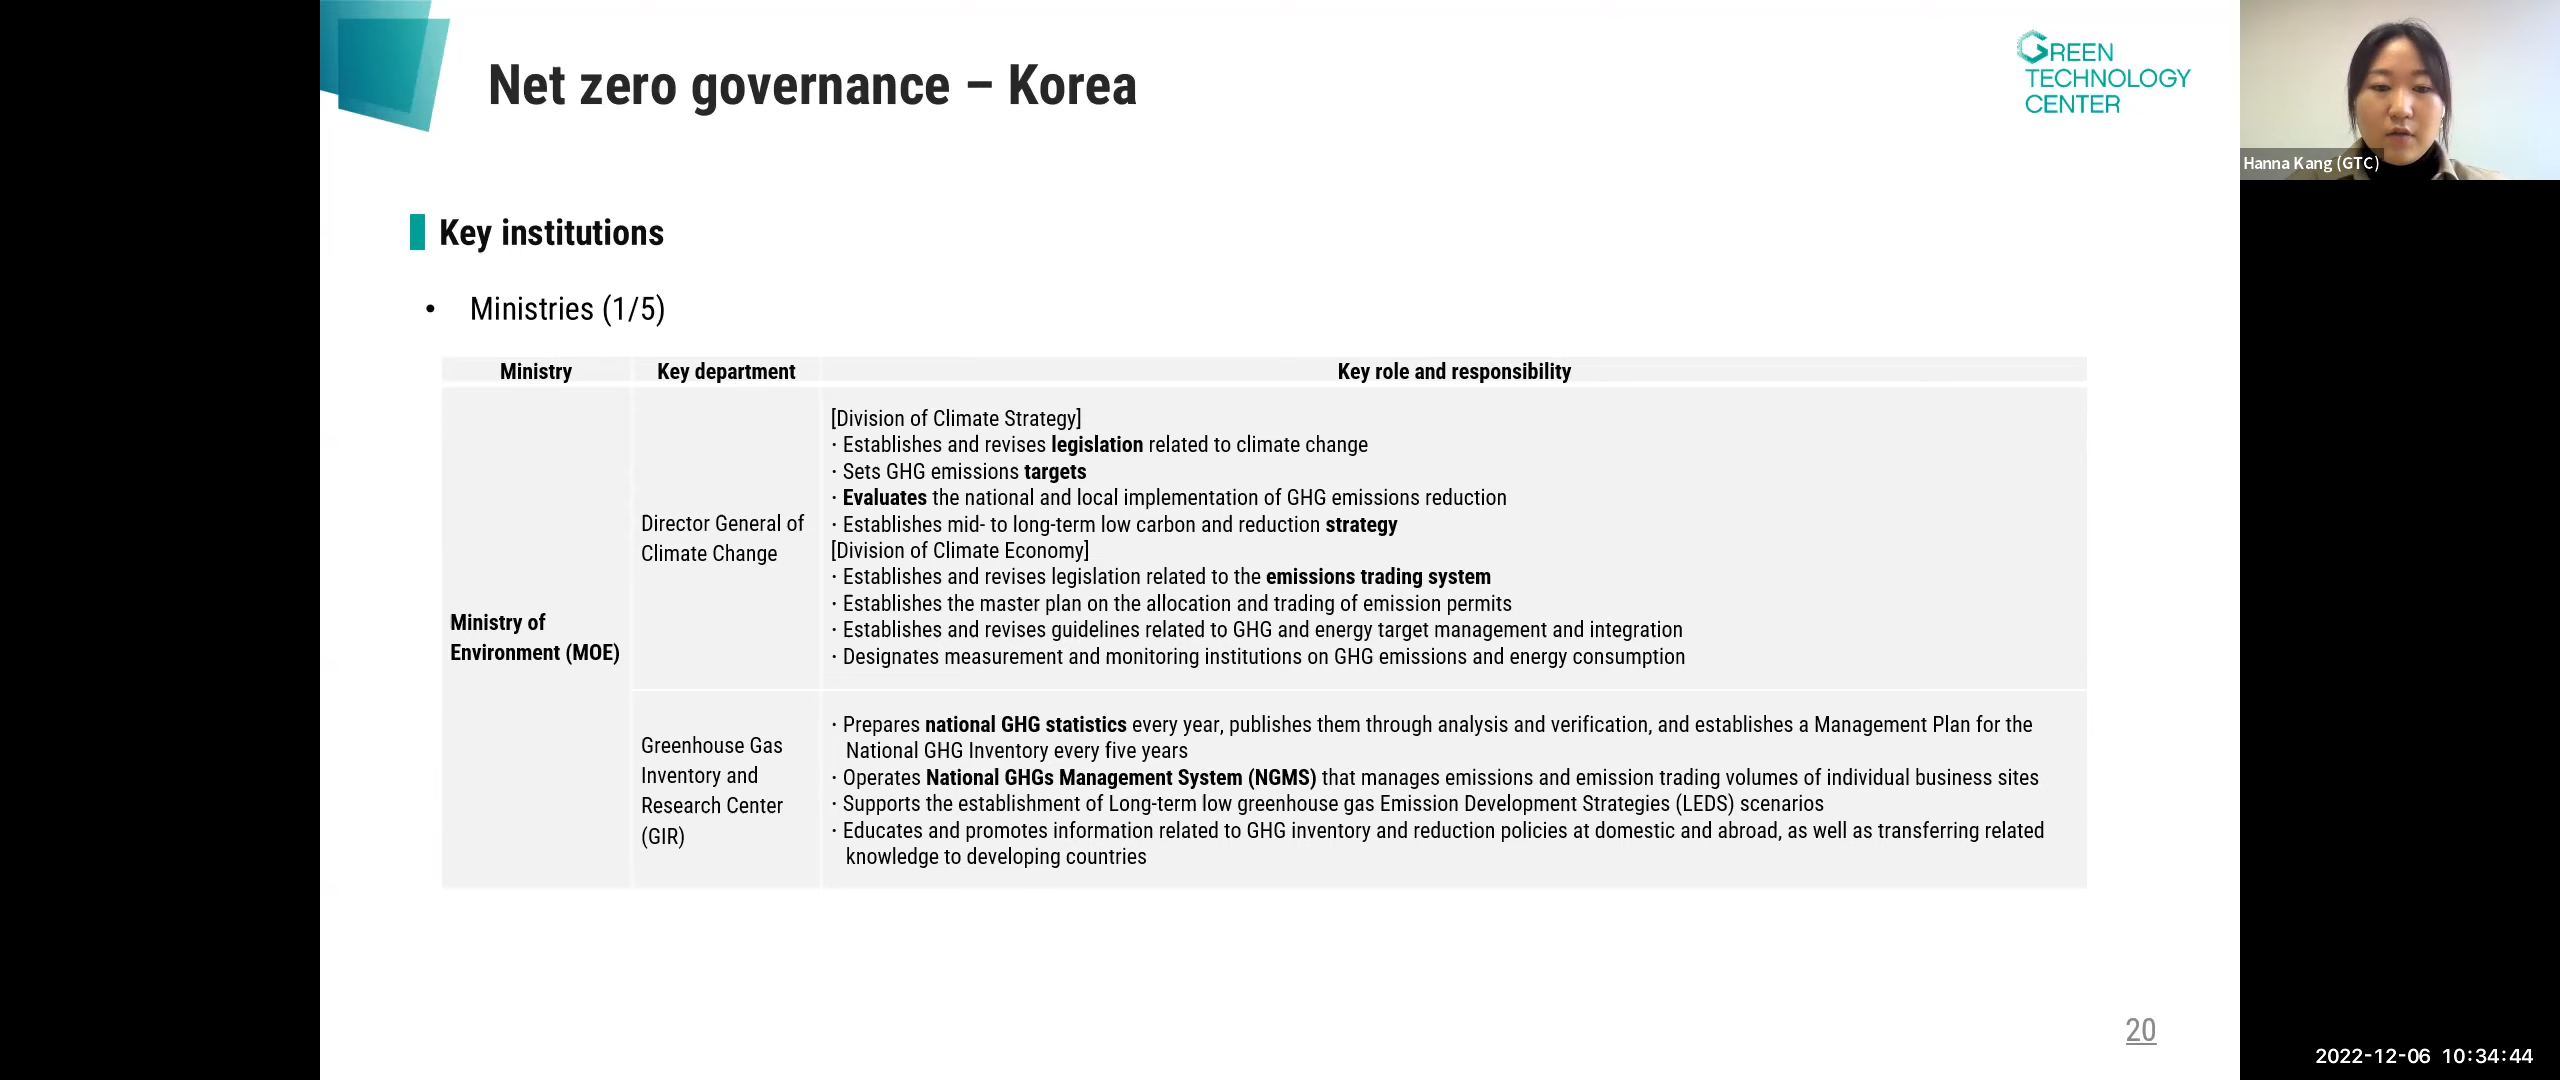 Net zero governance – Korea
GREEN
TECHNOLOGY
CENTER
Hanna Kang (GTC)
Key institutions
• Ministries (1/5)
Ministry
Key department
Key role and responsibility
Ministry of
Environment (MOE)
Director General of
Climate Change
[Division of Climate Strategy]
· Establishes and revises legislation related to climate change
· Sets GHG emissions targets
· Evaluates the national and local implementation of GHG emissions reduction
· Establishes mid- to long-term low carbon and reduction strategy
[Division of Climate Economy]
· Establishes and revises legislation related to the emissions trading system
· Establishes the master plan on the allocation and trading of emission permits
· Establishes and revises guidelines related to GHG and energy target management and integration
· Designates measurement and monitoring institutions on GHG emissions and energy consumption
Greenhouse Gas
Inventory and
Research Center
(GIR)
· Prepares national GHG statistics every year, publishes them through analysis and verification, and establishes a Management Plan for the
National GHG Inventory every five years
· Operates National GHGs Management System (NGMS) that manages emissions and emission trading volumes of individual business sites
· Supports the establishment of Long-term low greenhouse gas Emission Development Strategies (LEDS) scenarios
· Educates and promotes information related to GHG inventory and reduction policies at domestic and abroad, as well as transferring related
knowledge to developing countries
20
2022-12-06 10:34:44